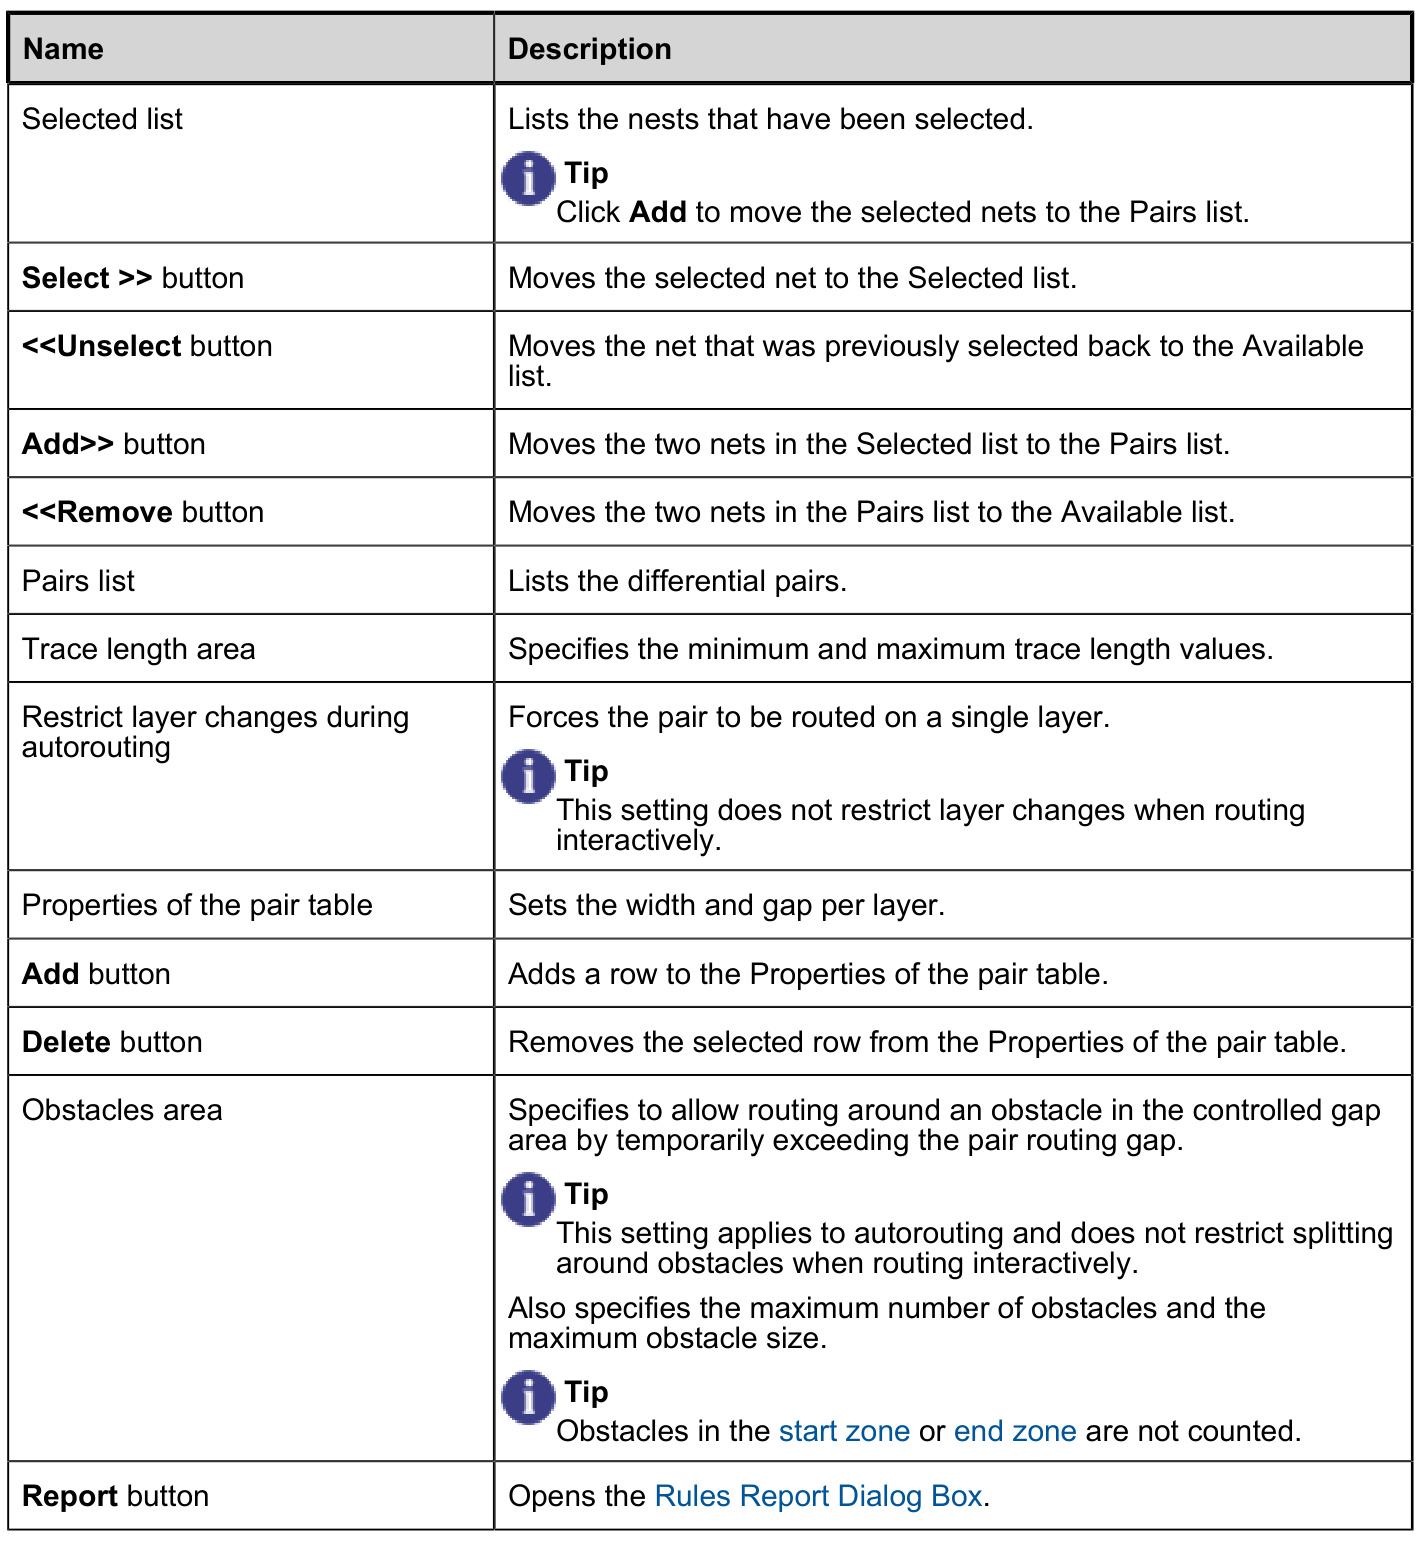 Name Description
Selected list Lists the nests that have been selected.
Tip
Click Add to move the selected nets to the Pairs list.
Select >> button Moves the selected net to the Selected list.
<<Unselect button Moves the net that was previously selected back to the Available
list.
Add>> button Moves the two nets in the Selected list to the Pairs list.
<<Remove button Moves the two nets in the Pairs list to the Available list.
Pairs list Lists the differential pairs.
Trace length area Specifies the minimum and maximum trace length values.
Restrict layer changes during
autorouting
Forces the pair to be routed on a single layer.
Tip
This setting does not restrict layer changes when routing
interactively.
Properties of the pair table Sets the width and gap per layer.
Add button Adds a row to the Properties of the pair table.
Delete button Removes the selected row from the Properties of the pair table.
Obstacles area Specifies to allow routing around an obstacle in the controlled gap
area by temporarily exceeding the pair routing gap.
Tip
This setting applies to autorouting and does not restrict splitting
around obstacles when routing interactively.
Also specifies the maximum number of obstacles and the
maximum obstacle size.
Tip
Obstacles in the start zone or end zone are not counted.
Report button Opens the Rules Report Dialog Box.